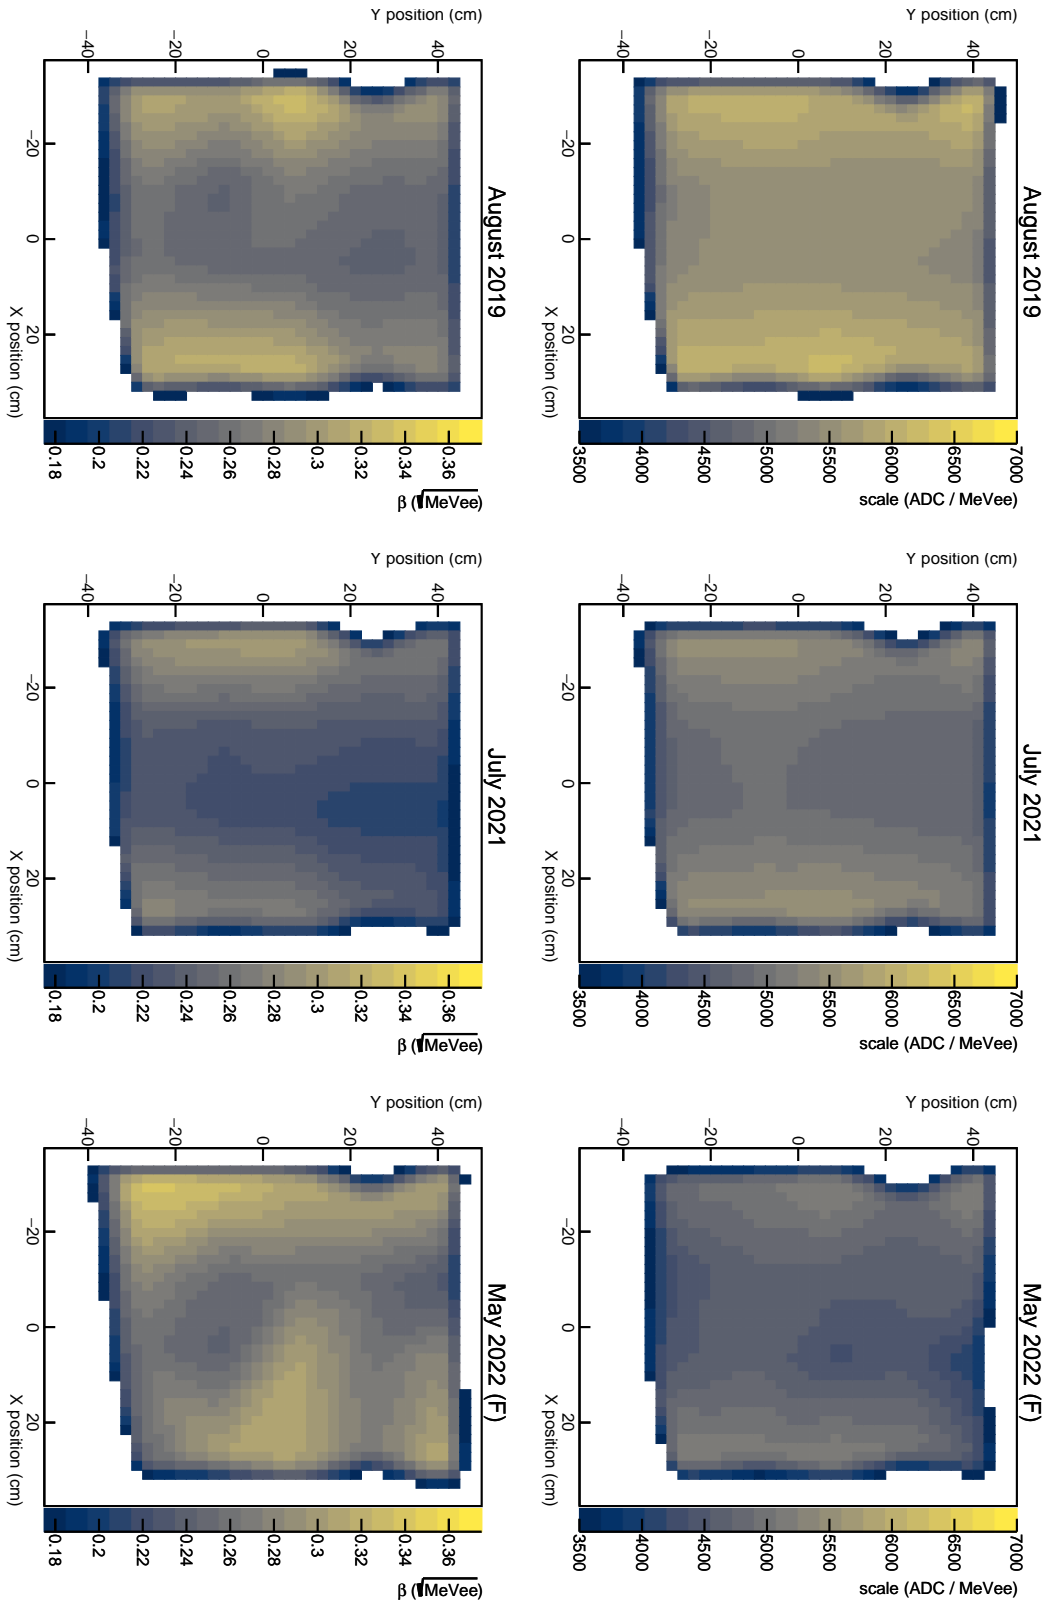 August 2019
Y position (cm)
40
20
0
−20
−40
−20 0 20
X position (cm)
scale (ADC / MeVee)
7000
6500
6000
5500
5000
4500
4000
3500
July 2021
Y position (cm)
40
20
0
−20
−40
−20 0 20
X position (cm)
scale (ADC / MeVee)
7000
6500
6000
5500
5000
4500
4000
3500
May 2022 (F)
Y position (cm)
40
20
0
−20
−40
−20 0 20
X position (cm)
scale (ADC / MeVee)
7000
6500
6000
5500
5000
4500
4000
3500
August 2019
Y position (cm)
40
20
0
−20
−40
−20 0 20
X position (cm)
β (√MeVee)
0.36
0.34
0.32
0.3
0.28
0.26
0.24
0.22
0.2
0.18
July 2021
Y position (cm)
40
20
0
−20
−40
−20 0 20
X position (cm)
β (√MeVee)
0.36
0.34
0.32
0.3
0.28
0.26
0.24
0.22
0.2
0.18
May 2022 (F)
Y position (cm)
40
20
0
−20
−40
−20 0 20
X position (cm)
β (√MeVee)
0.36
0.34
0.32
0.3
0.28
0.26
0.24
0.22
0.2
0.18